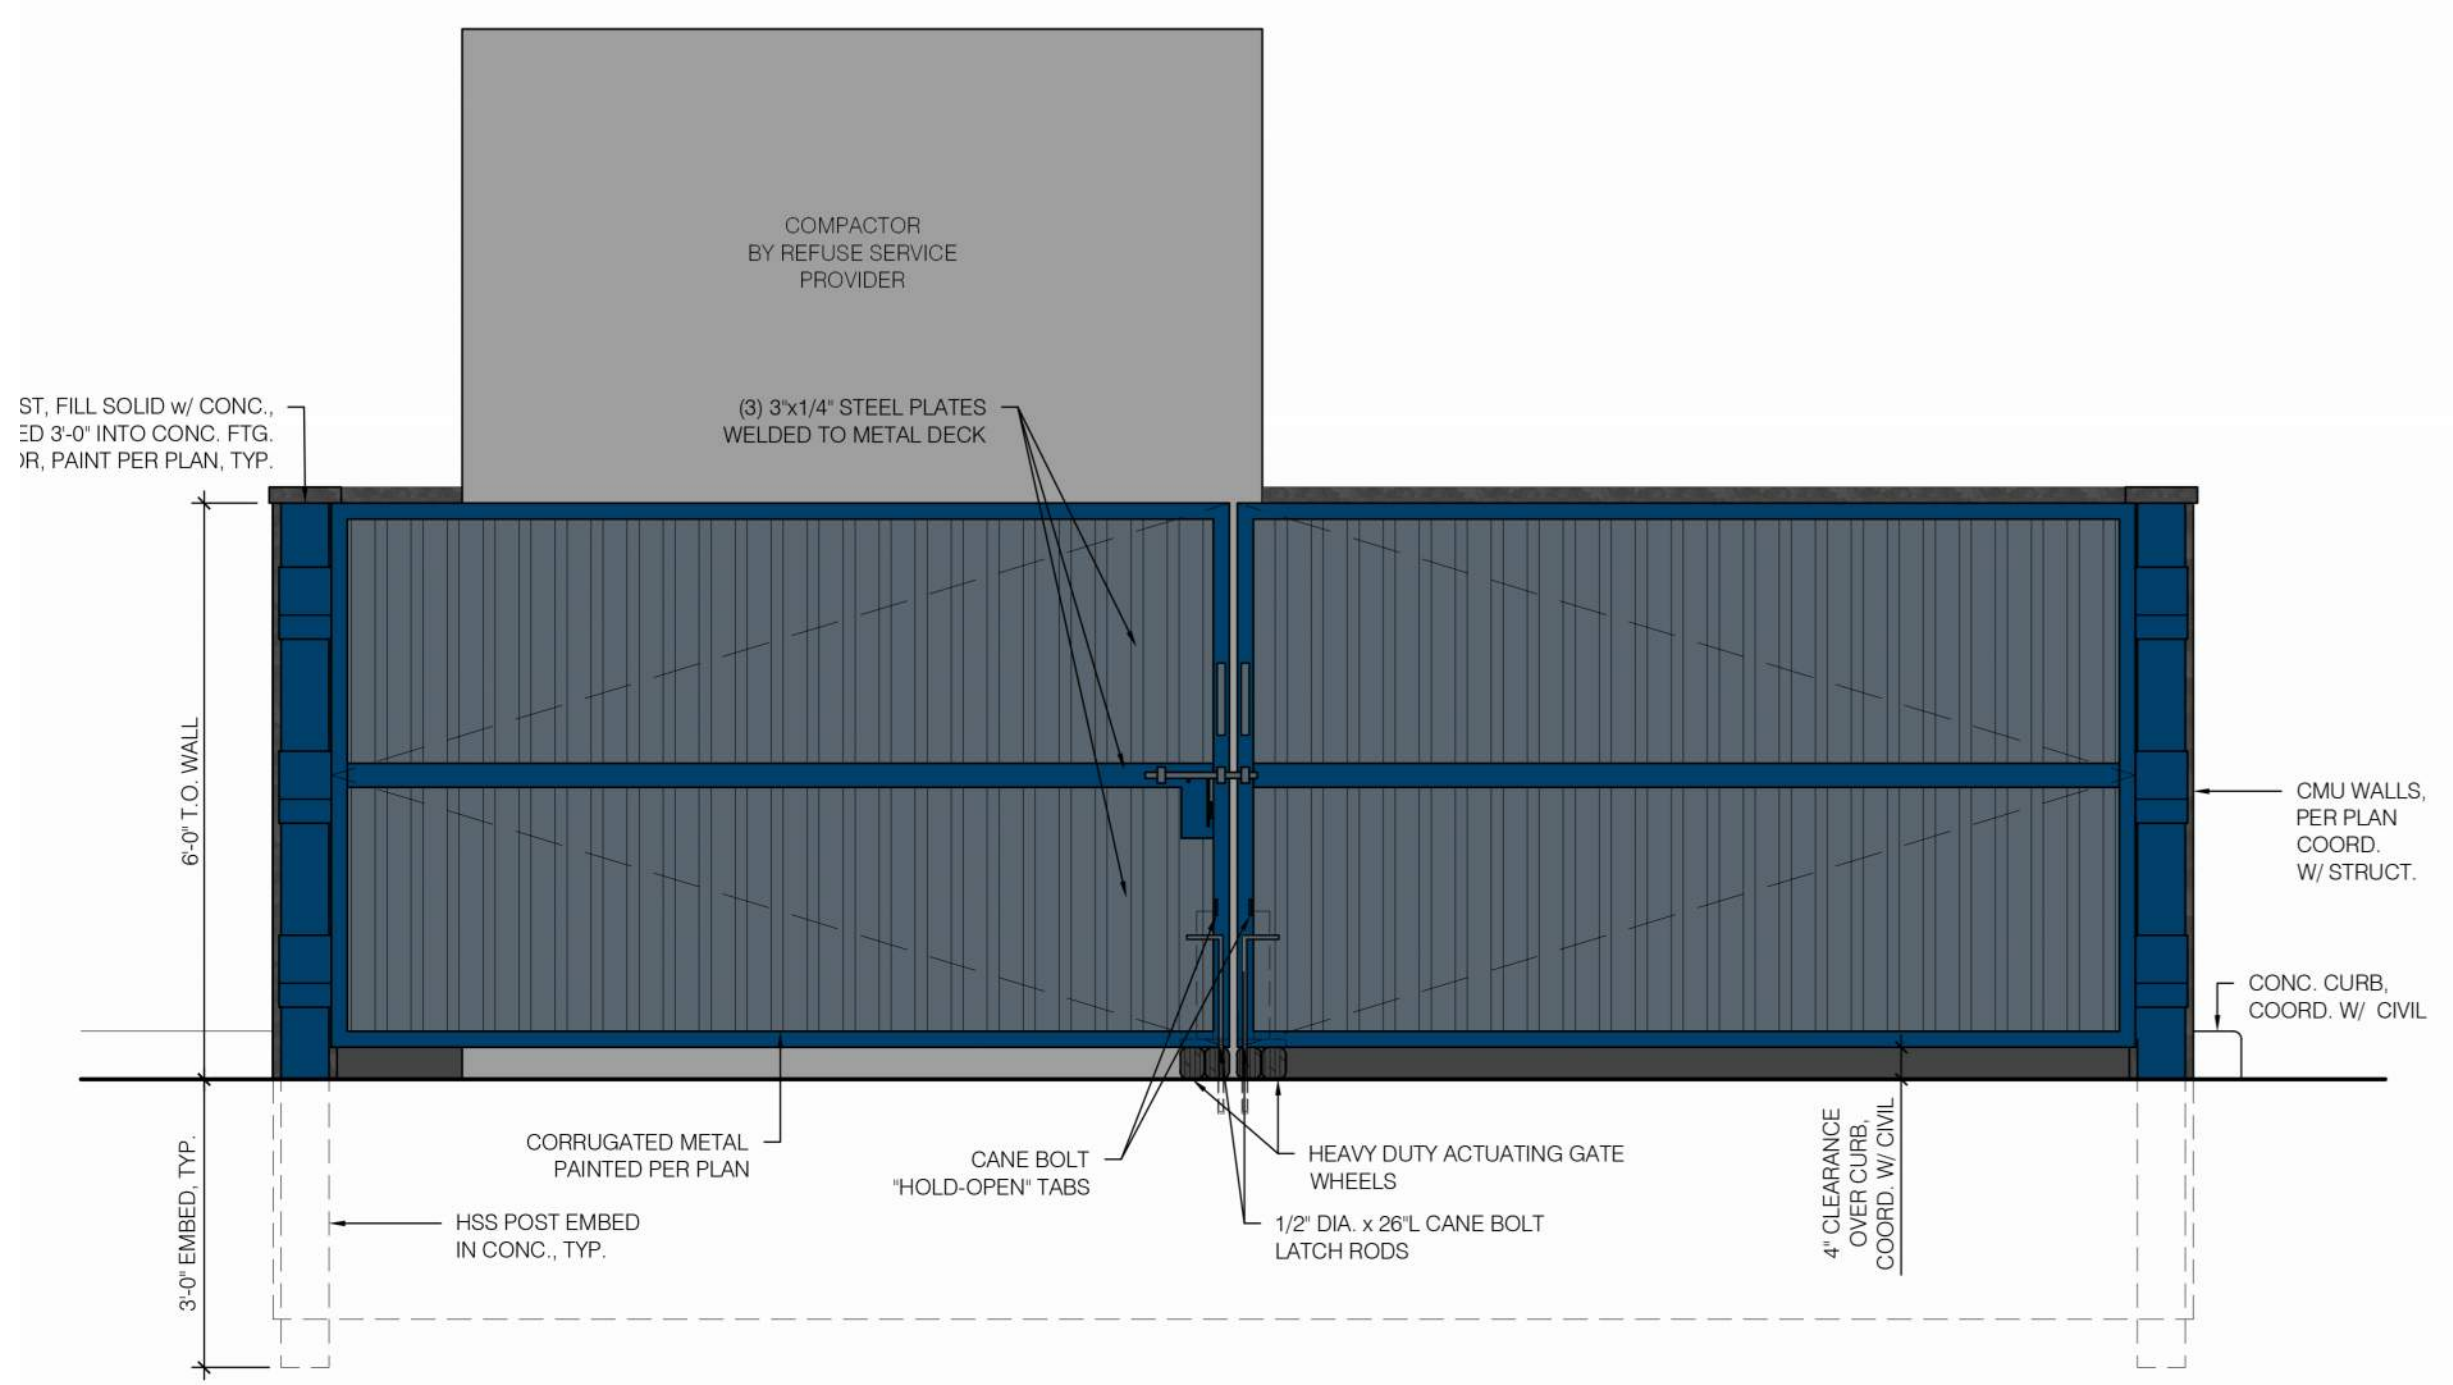 COMPACTOR
BY REFUSE SERVICE
PROVIDER
ST, FILL SOLID w/ CONC.,
ED 3'-0" INTO CONC. FTG.
OR, PAINT PER PLAN, TYP.
(3) 3"x1/4" STEEL PLATES
WELDED TO METAL DECK
6'-0" T.O. WALL
CMU WALLS,
PER PLAN
COORD.
W/ STRUCT.
CONC. CURB,
COORD. W/ CIVIL
3'-0" EMBED, TYP.
CORRUGATED METAL
PAINTED PER PLAN
HSS POST EMBED
IN CONC., TYP.
CANE BOLT
"HOLD-OPEN" TABS
HEAVY DUTY ACTUATING GATE
WHEELS
1/2" DIA. x 26"L CANE BOLT
LATCH RODS
4" CLEARANCE
OVER CURB,
COORD. W/ CIVIL